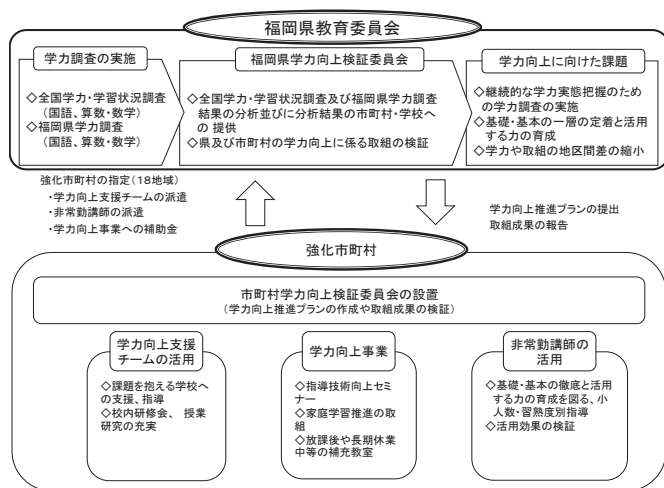 福岡県教育委員会
学力調査の実施
◇全国学力・学習状況調査
（国語、算数・数学）
◇福岡県学力調査
（国語、算数・数学）
福岡県学力向上検証委員会
◇全国学力・学習状況調査及び福岡県学力調査
結果の分析並びに分析結果の市町村・学校へ
の 提供
◇県及び市町村の学力向上に係る取組の検証
学力向上に向けた課題
◇継続的な学力実態把握のため
の学力調査の実施
◇基礎・基本の一層の定着と活用
する力の育成
◇学力や取組の地区間差の縮小
強化市町村の指定（18地域）
・学力向上支援チームの派遣
・非常勤講師の派遣
・学力向上事業への補助金
学力向上推進プランの提出
取組成果の報告
強化市町村
市町村学力向上検証委員会の設置
（学力向上推進プランの作成や取組成果の検証）
学力向上支援
チームの活用
◇課題を抱える学校へ
の支援、指導
◇校内研修会、 授業
研究の充実
学力向上事業
◇指導技術向上セミ
ナー
◇家庭学習推進の取
組
◇放課後や長期休業
中等の補充教室
非常勤講師の
活用
◇基礎・基本の徹底と活用
する力の育成を図る、小
人数・習熟度別指導
◇活用効果の検証